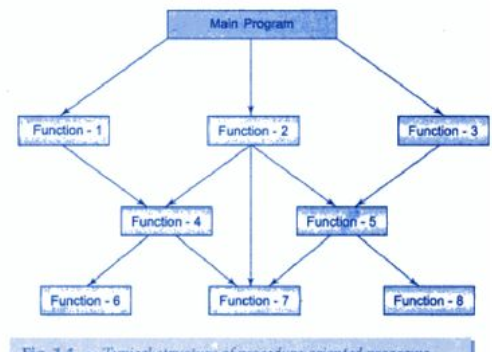 Main Program
Function - 1
Function - 2
Function - 3
Function - 4
Function - 5
Function - 6
Function - 7
Function - 8
Typical structure of procedure oriented